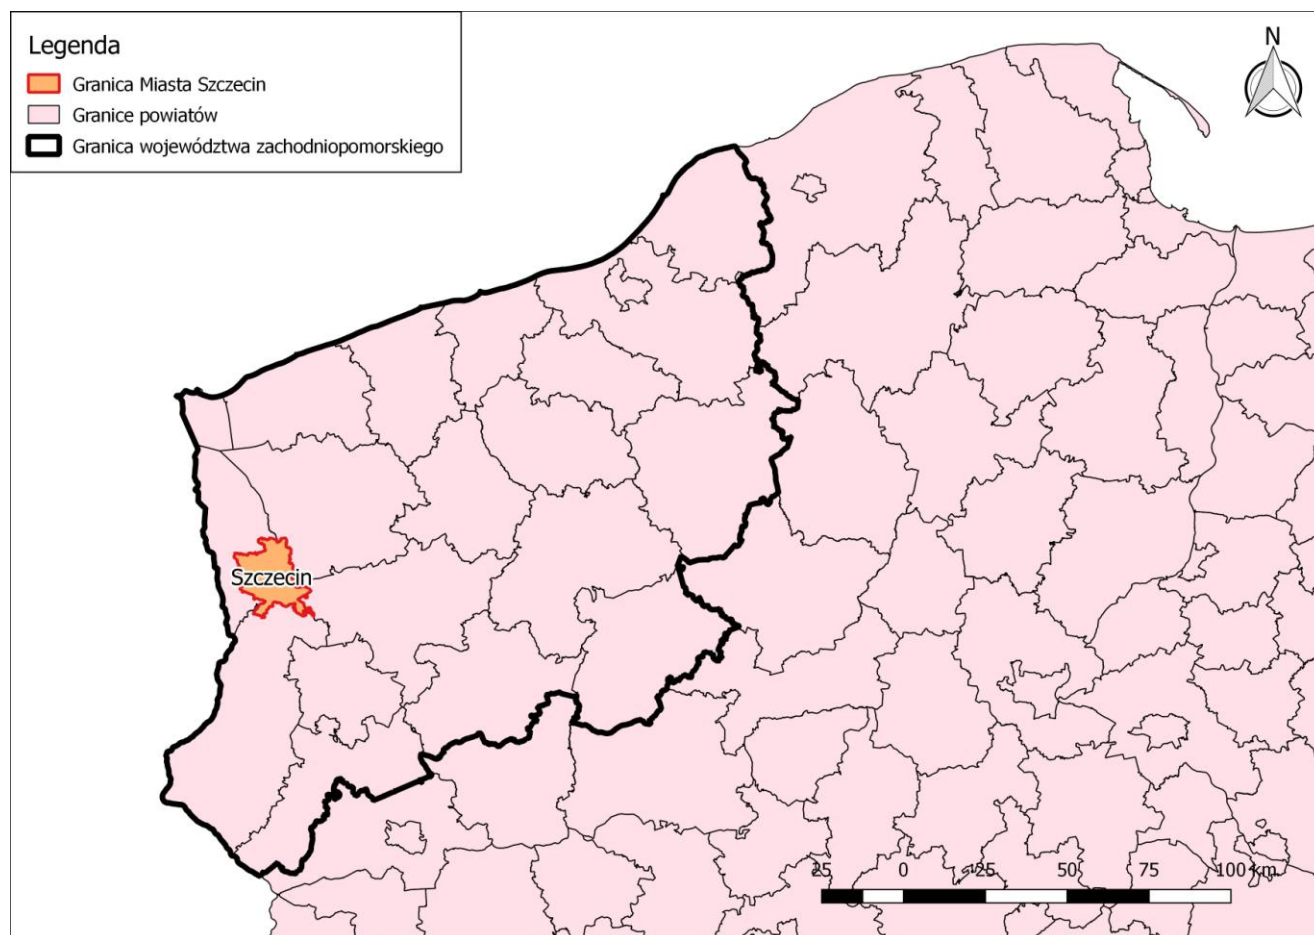 Legenda
Granica Miasta Szczecin
Granice powiatów
Granica województwa zachodniopomorskiego
N
Szczecin
25 0 25 50 75 100 km